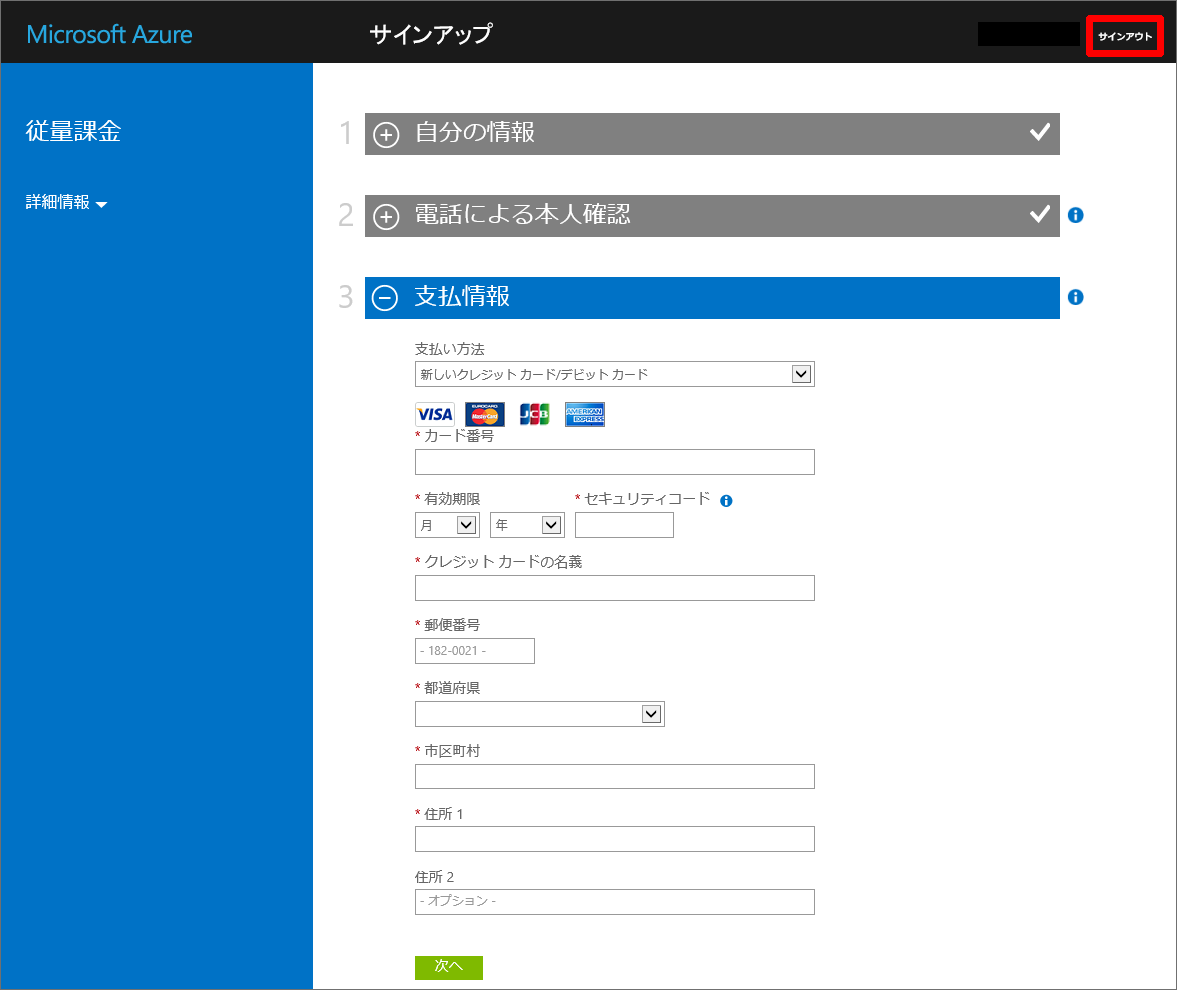 Microsoft Azure
サインアップ
サインアウト
従量課金
詳細情報
1
自分の情報
2
電話による本人確認
3
支払情報
支払い方法
新しいクレジット カード/デビット カード
VISA EUROCARD MasterCard JCB AMERICAN EXPRESS
* カード番号
* 有効期限 * セキュリティコード
月 年
* クレジット カードの名義
* 郵便番号
- 182-0021 -
* 都道府県
* 市区町村
* 住所 1
住所 2
- オプション -
次へ